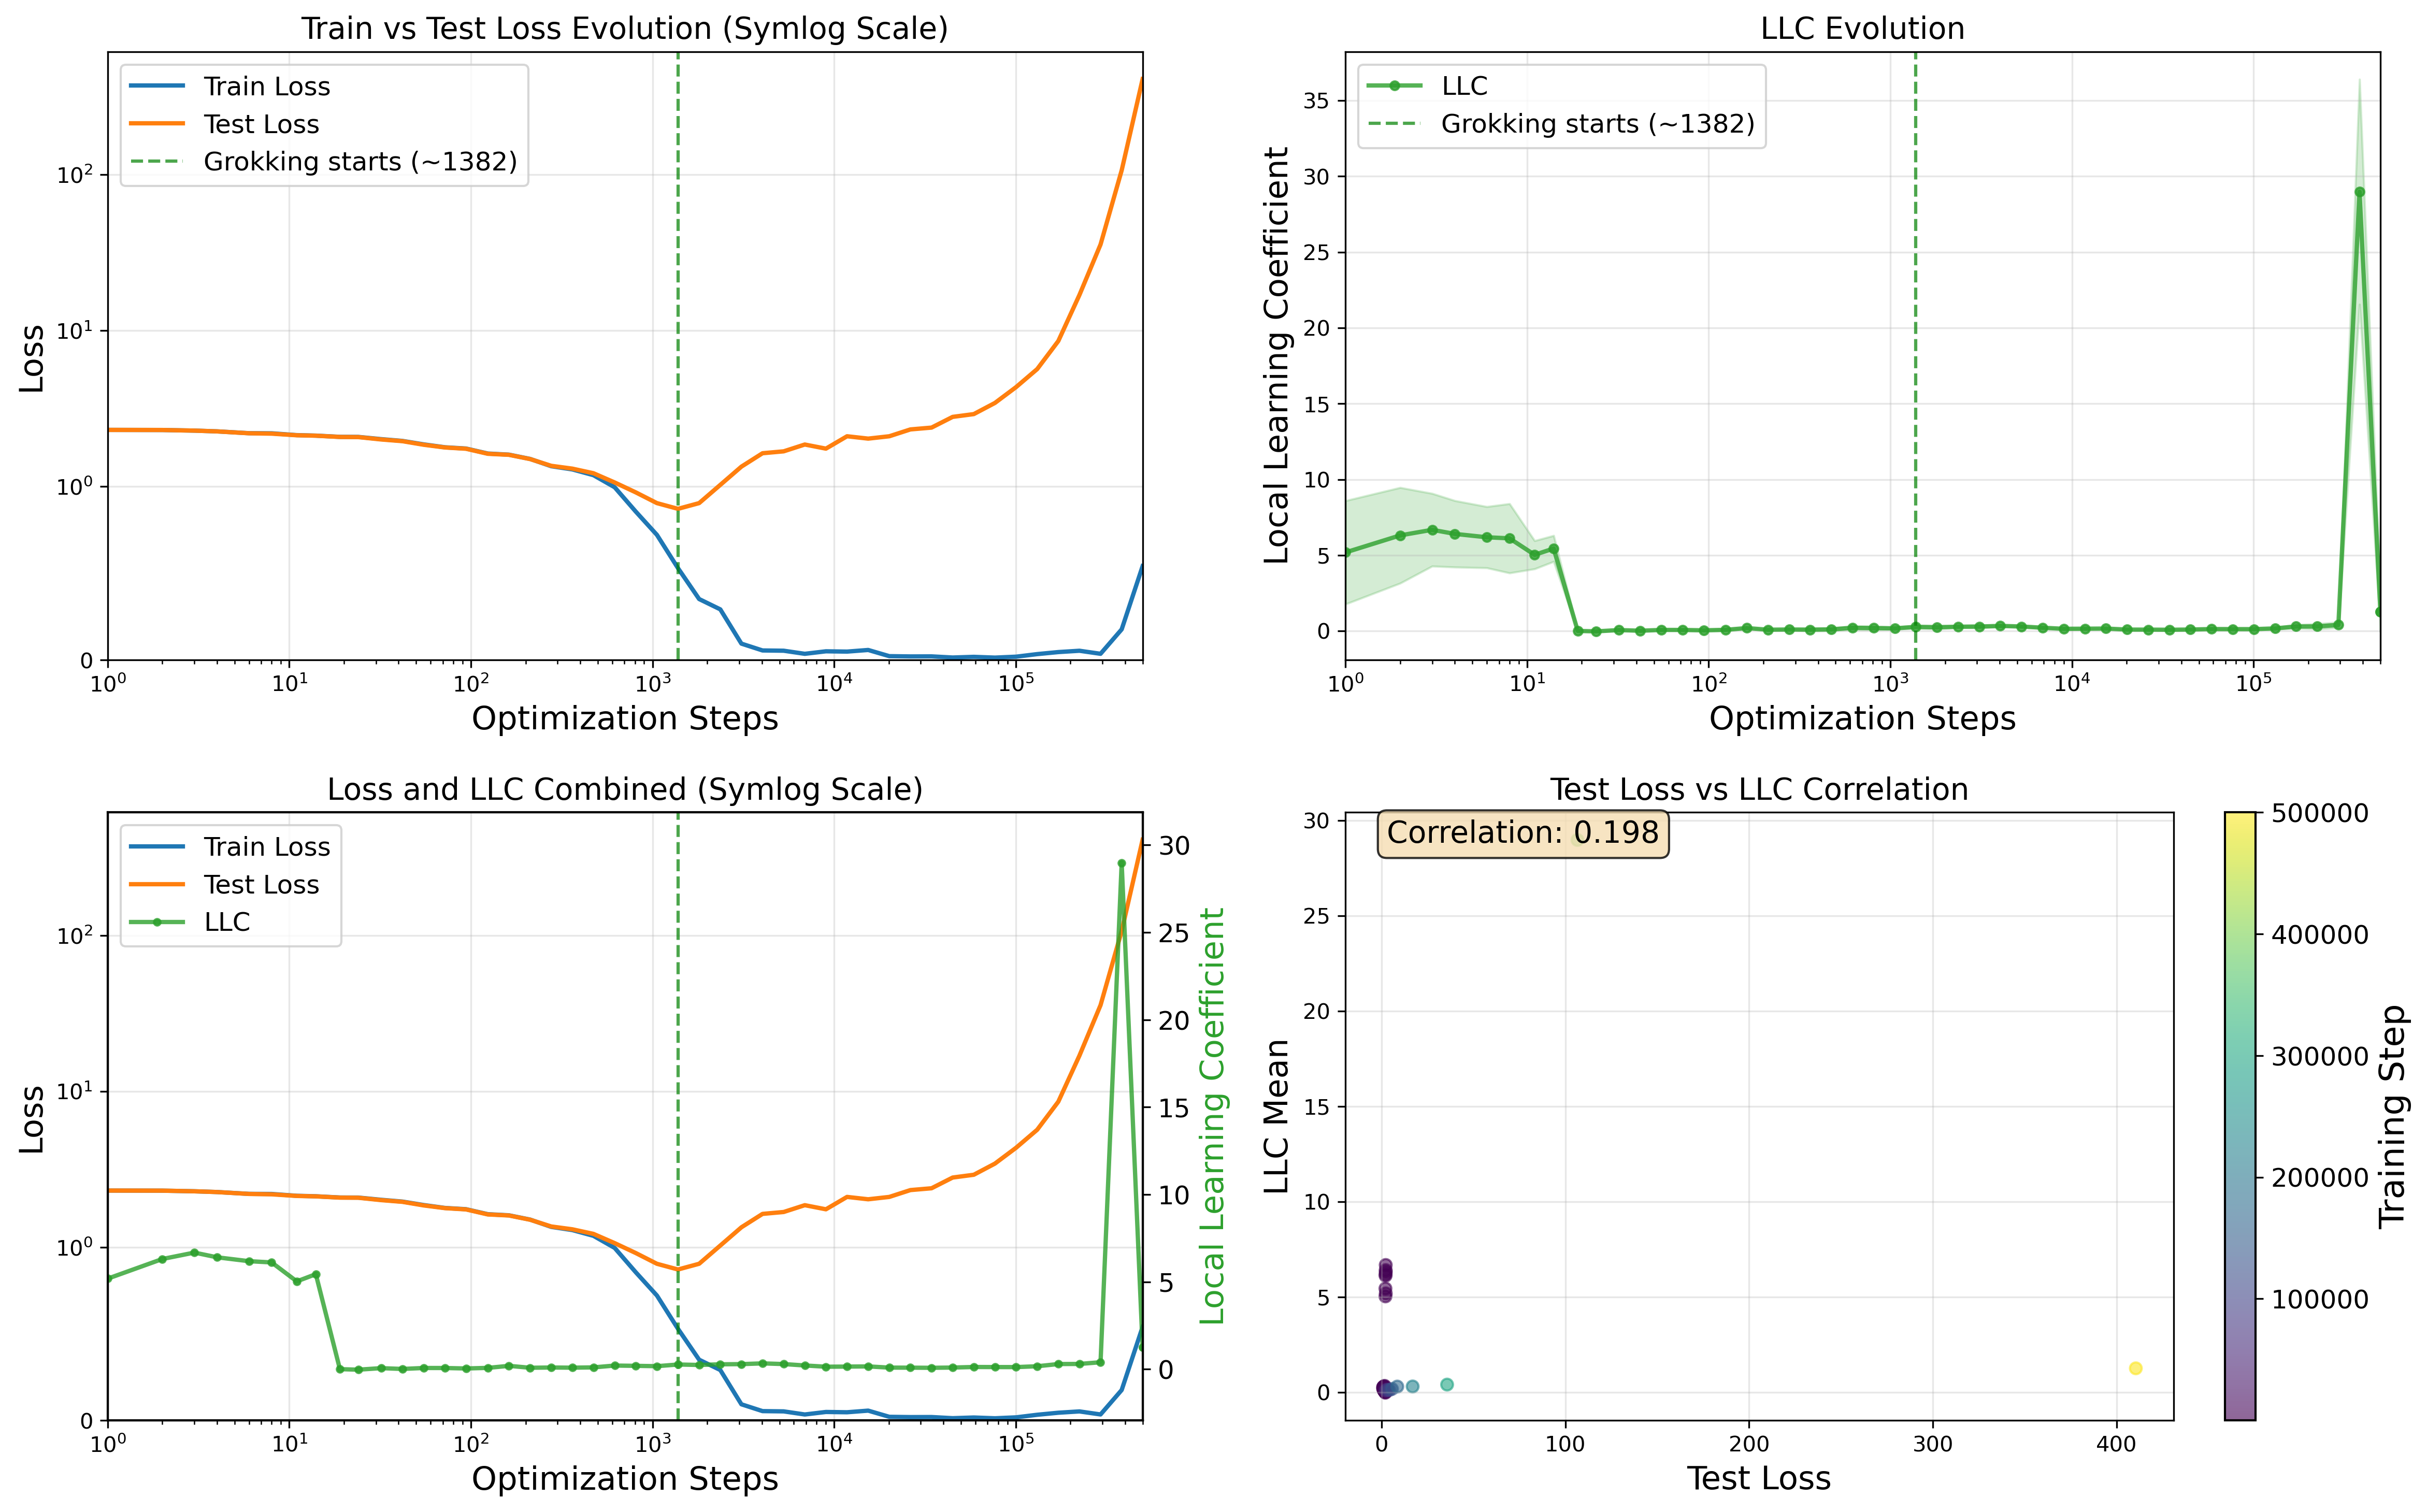 Train vs Test Loss Evolution (Symlog Scale)
Train Loss
Test Loss
Grokking starts (~1382)
10²
10¹
10⁰
0
Loss
10⁰ 10¹ 10² 10³ 10⁴ 10⁵
Optimization Steps
LLC Evolution
LLC
Grokking starts (~1382)
35
30
25
20
15
10
5
0
Local Learning Coefficient
10⁰ 10¹ 10² 10³ 10⁴ 10⁵
Optimization Steps
Loss and LLC Combined (Symlog Scale)
Train Loss
Test Loss
LLC
10²
10¹
10⁰
0
Loss
30
25
20
15
10
5
0
Local Learning Coefficient
10⁰ 10¹ 10² 10³ 10⁴ 10⁵
Optimization Steps
Test Loss vs LLC Correlation
Correlation: 0.198
30
25
20
15
10
5
0
LLC Mean
0 100 200 300 400
Test Loss
500000
400000
300000
200000
100000
Training Step